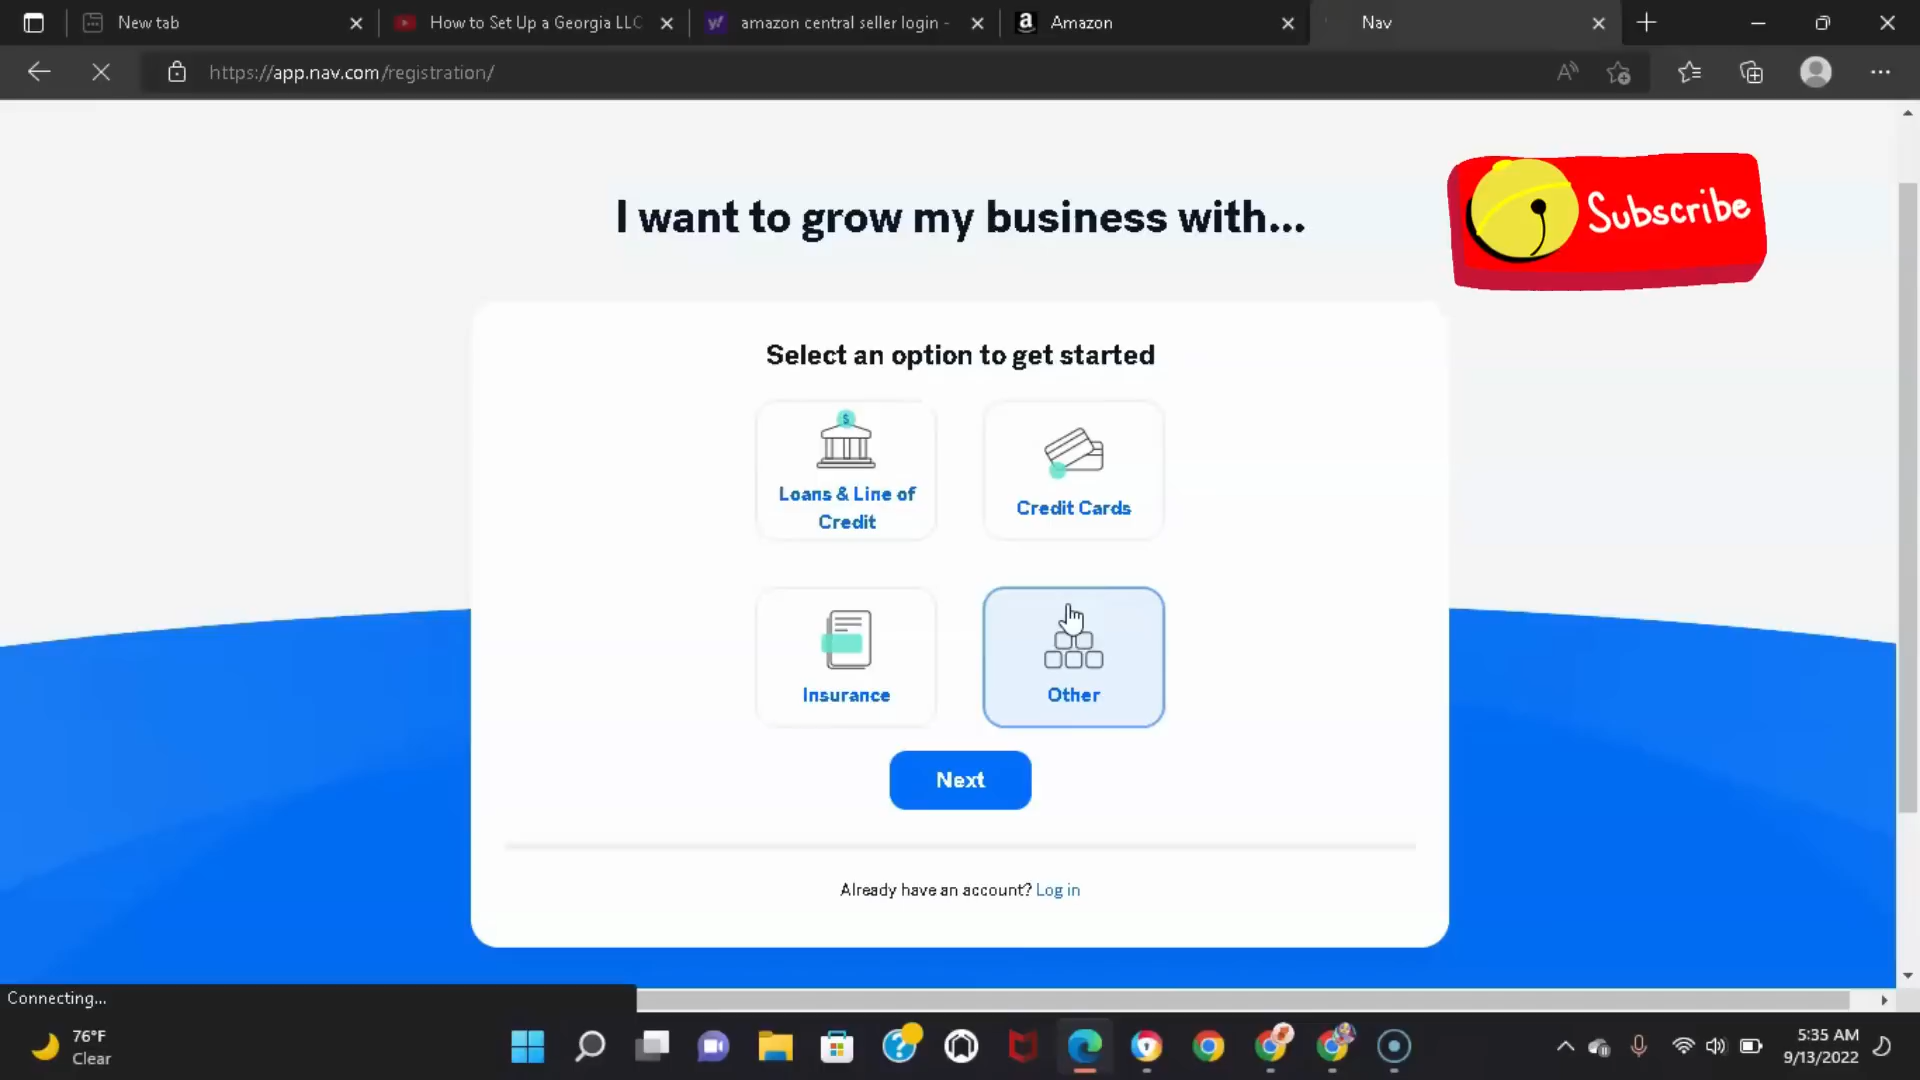 New tab
How to Set Up a Georgia LLC
amazon central seller login -
Amazon
Nav
https://app.nav.com/registration/
I want to grow my business with...
Subscribe
Select an option to get started
Loans & Line of
Credit
Credit Cards
Insurance
Other
Next
Already have an account? Log in
Connecting...
76°F
Clear
5:35 AM
9/13/2022